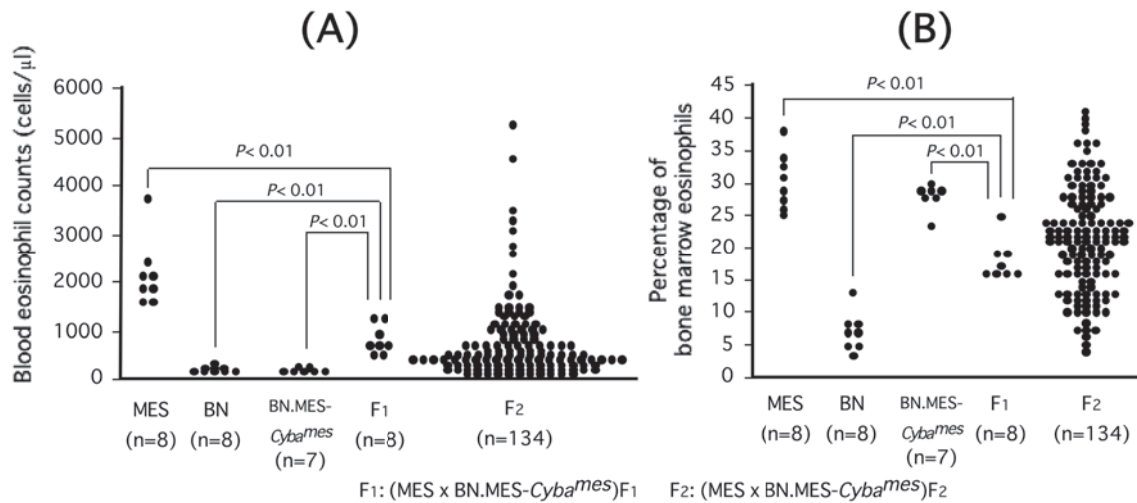 (A)
Blood eosinophil counts (cells/μl)
6000
5000
4000
3000
2000
1000
0
P< 0.01
P< 0.01
P< 0.01
MES
(n=8)
BN
(n=8)
BN.MES-
Cybaᵐᵉˢ
(n=7)
F1
(n=8)
F2
(n=134)
(B)
Percentage of
bone marrow eosinophils
45
40
35
30
25
20
15
10
5
0
P< 0.01
P< 0.01
P< 0.01
MES
(n=8)
BN
(n=8)
BN.MES-
Cybaᵐᵉˢ
(n=7)
F1
(n=8)
F2
(n=134)
F1: (MES x BN.MES-Cybaᵐᵉˢ)F1 F2: (MES x BN.MES-Cybaᵐᵉˢ)F2